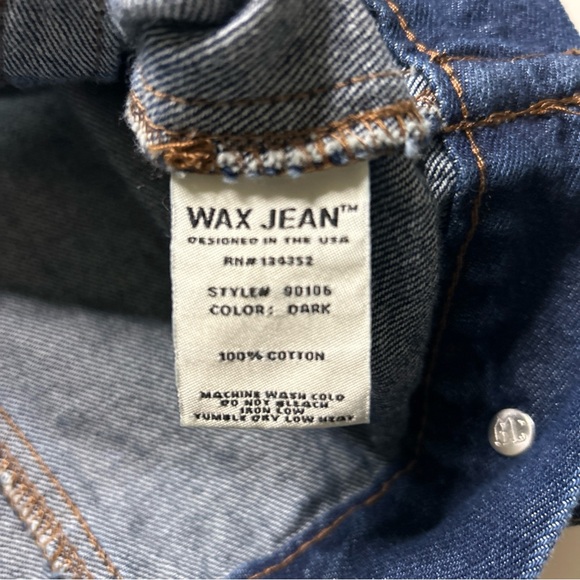 WAX JEAN™
DESIGNED IN THE USA
RN# 134352
STYLE# 90106
COLOR: DARK
100% COTTON
MACHINE WASH COLD
DO NOT BLEACH
IRON LOW
TUMBLE DRY LOW HEAT